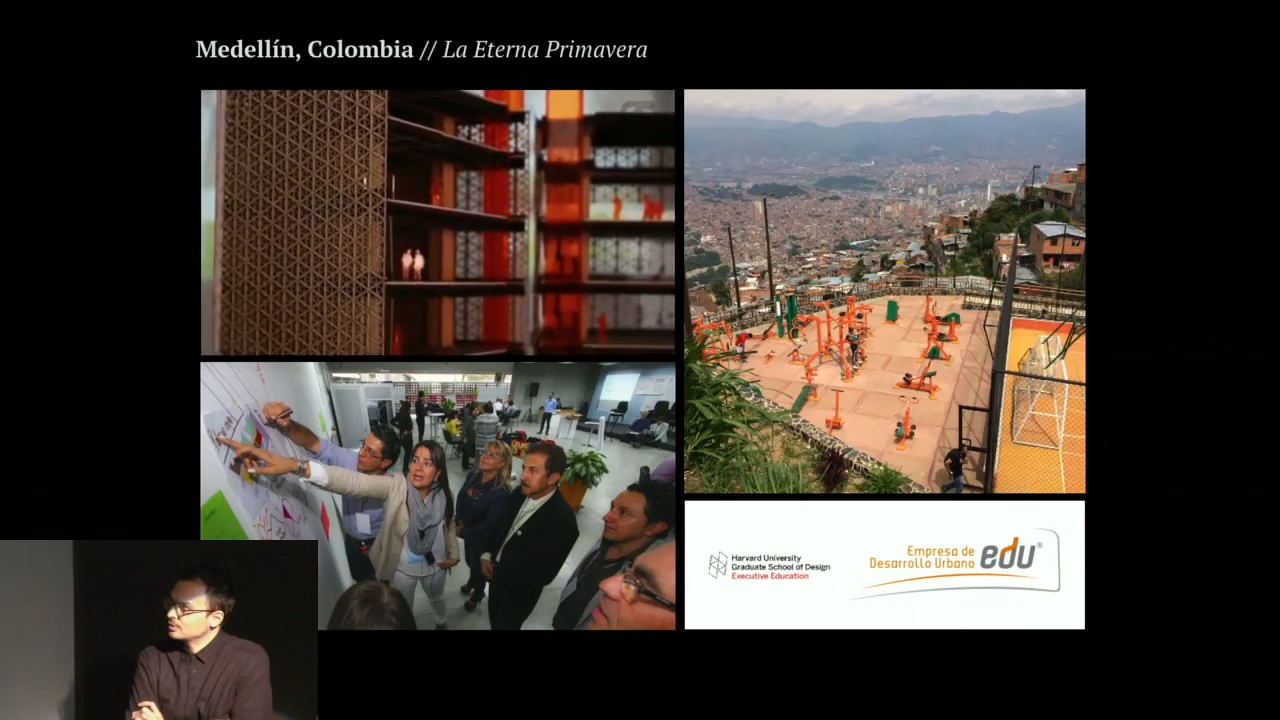 Medellín, Colombia // La Eterna Primavera
Harvard University
Graduate School of Design
Executive Education
Empresa de
Desarrollo Urbano
edu®